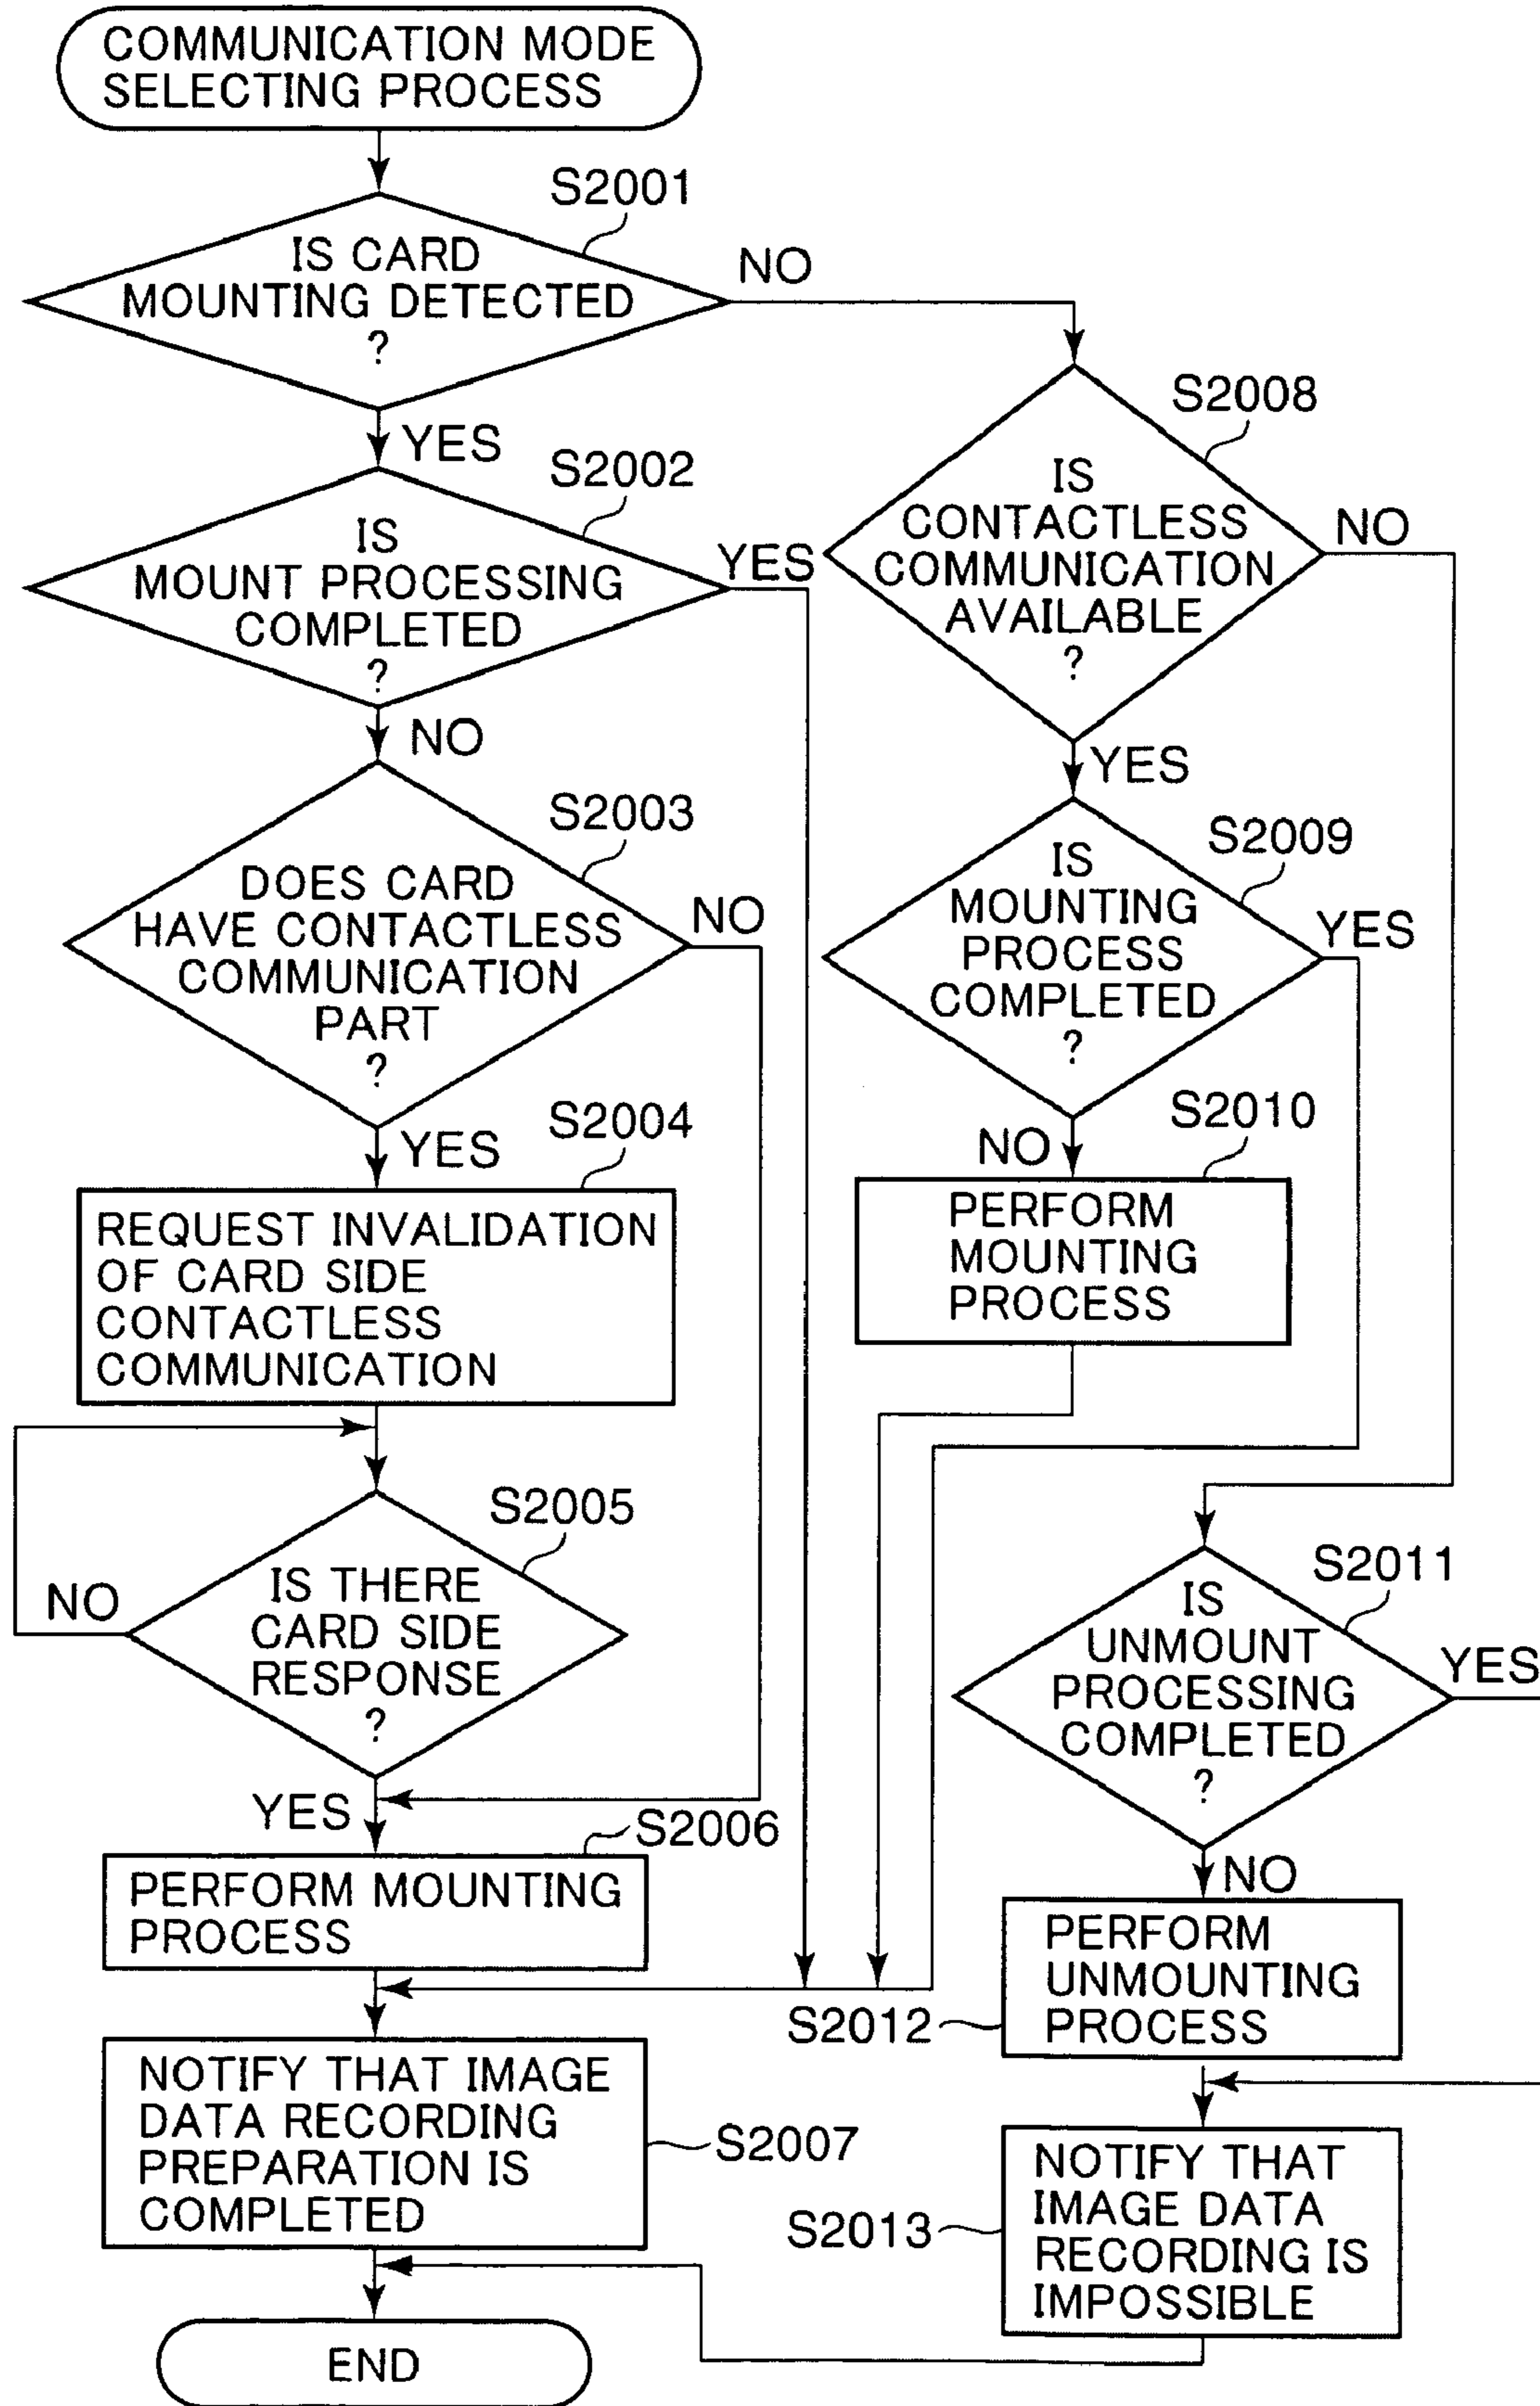 COMMUNICATION MODE
SELECTING PROCESS
S2001
IS CARD
MOUNTING DETECTED
?
NO
YES
S2002
IS
MOUNT PROCESSING
COMPLETED
?
YES
NO
S2003
DOES CARD
HAVE CONTACTLESS
COMMUNICATION
PART
?
NO
YES
S2004
REQUEST INVALIDATION
OF CARD SIDE
CONTACTLESS
COMMUNICATION
S2005
IS THERE
CARD SIDE
RESPONSE
?
NO
YES
S2006
PERFORM MOUNTING
PROCESS
NOTIFY THAT IMAGE
DATA RECORDING
PREPARATION IS
COMPLETED
S2007
END
S2008
IS
CONTACTLESS
COMMUNICATION
AVAILABLE
?
NO
YES
S2009
IS
MOUNTING
PROCESS
COMPLETED
?
YES
NO
S2010
PERFORM
MOUNTING
PROCESS
S2011
IS
UNMOUNT
PROCESSING
COMPLETED
?
YES
NO
PERFORM
UNMOUNTING
PROCESS
S2012
NOTIFY THAT
IMAGE DATA
RECORDING IS
IMPOSSIBLE
S2013